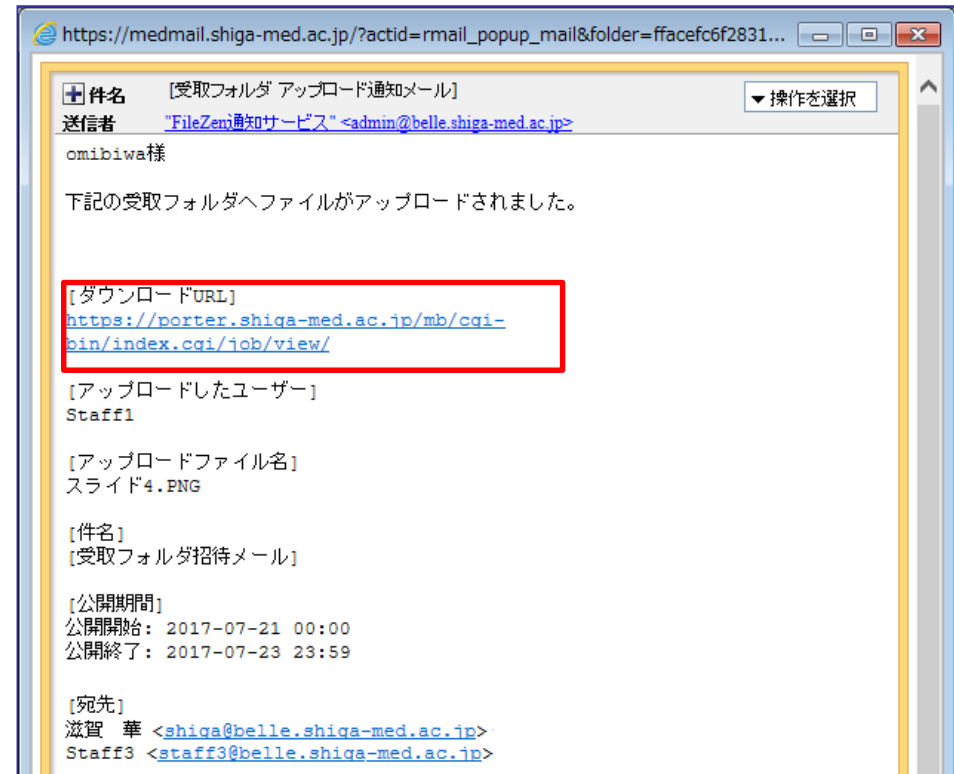 https://medmail.shiga-med.ac.jp/?actid=rmail_popup_mail&folder=ffacefc6f2831...
件名 [受取フォルダ アップロード通知メール]
▼操作を選択
送信者 "FileZen通知サービス" <admin@belle.shiga-med.ac.jp>
omibiwa様
下記の受取フォルダへファイルがアップロードされました。
[ダウンロードURL]
https://porter.shiga-med.ac.jp/mb/cgi-
bin/index.cgi/job/view/
[アップロードしたユーザー]
Staff1
[アップロードファイル名]
スライド4.PNG
[件名]
[受取フォルダ招待メール]
[公開期間]
公開開始: 2017-07-21 00:00
公開終了: 2017-07-23 23:59
[宛先]
滋賀 華 <shiga@belle.shiga-med.ac.jp>
Staff3 <staff3@belle.shiga-med.ac.jp>